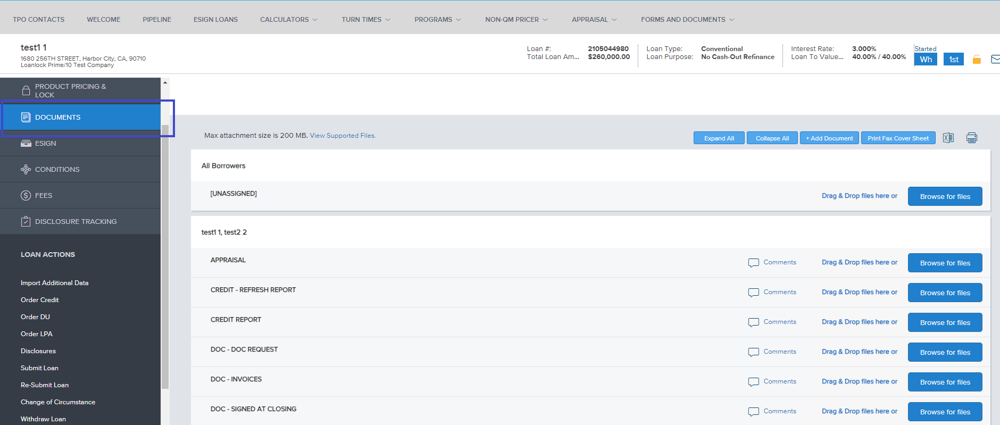 TPO CONTACTS WELCOME PIPELINE ESIGN LOANS CALCULATORS TURN TIMES PROGRAMS NON-QM PRICER APPRAISAL FORMS AND DOCUMENTS
test1 1
1680 256TH STREET, Harbor City, CA, 90710
Loanlock Prime/10 Test Company
Loan #: 2105044980
Total Loan Am... $260,000.00
Loan Type: Conventional
Loan Purpose: No Cash-Out Refinance
Interest Rate: 3.000%
Loan To Value... 40.00% / 40.00%
Started
Wh 1st
PRODUCT PRICING &
LOCK
DOCUMENTS
ESIGN
CONDITIONS
FEES
DISCLOSURE TRACKING
LOAN ACTIONS
Import Additional Data
Order Credit
Order DU
Order LPA
Disclosures
Submit Loan
Re-Submit Loan
Change of Circumstance
Withdraw Loan
Max attachment size is 200 MB. View Supported Files.
Expand All Collapse All + Add Document Print Fax Cover Sheet
All Borrowers
[UNASSIGNED] Drag & Drop files here or Browse for files
test1 1, test2 2
APPRAISAL Comments Drag & Drop files here or Browse for files
CREDIT - REFRESH REPORT Comments Drag & Drop files here or Browse for files
CREDIT REPORT Comments Drag & Drop files here or Browse for files
DOC - DOC REQUEST Comments Drag & Drop files here or Browse for files
DOC - INVOICES Comments Drag & Drop files here or Browse for files
DOC - SIGNED AT CLOSING Comments Drag & Drop files here or Browse for files